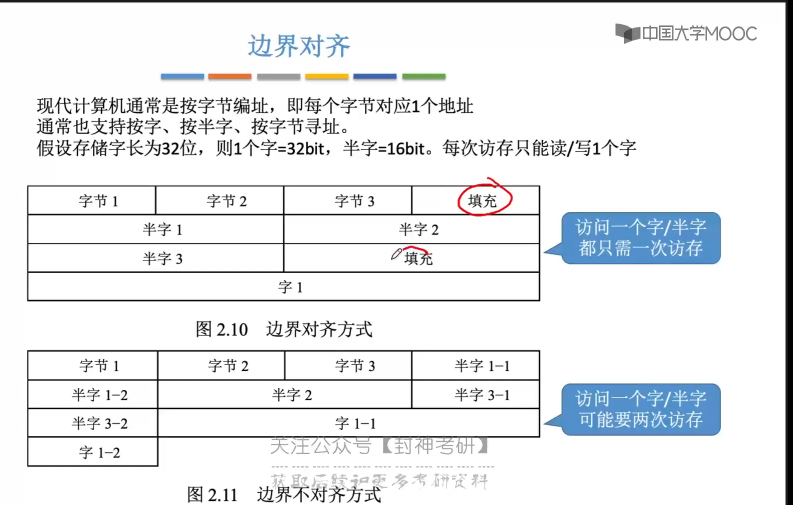 边界对齐
中国大学MOOC
现代计算机通常是按字节编址，即每个字节对应1个地址
通常也支持按字、按半字、按字节寻址。
假设存储字长为32位，则1个字=32bit，半字=16bit。每次访存只能读/写1个字
字节 1 字节 2 字节 3 填充
半字 1 半字 2
半字 3 填充
字 1
访问一个字/半字
都只需一次访存
图 2.10 边界对齐方式
字节 1 字节 2 字节 3 半字 1-1
半字 1-2 半字 2 半字 3-1
半字 3-2 字 1-1
字 1-2
访问一个字/半字
可能要两次访存
关注公众号【封神考研】
获取后续和更多考研资料
图 2.11 边界不对齐方式